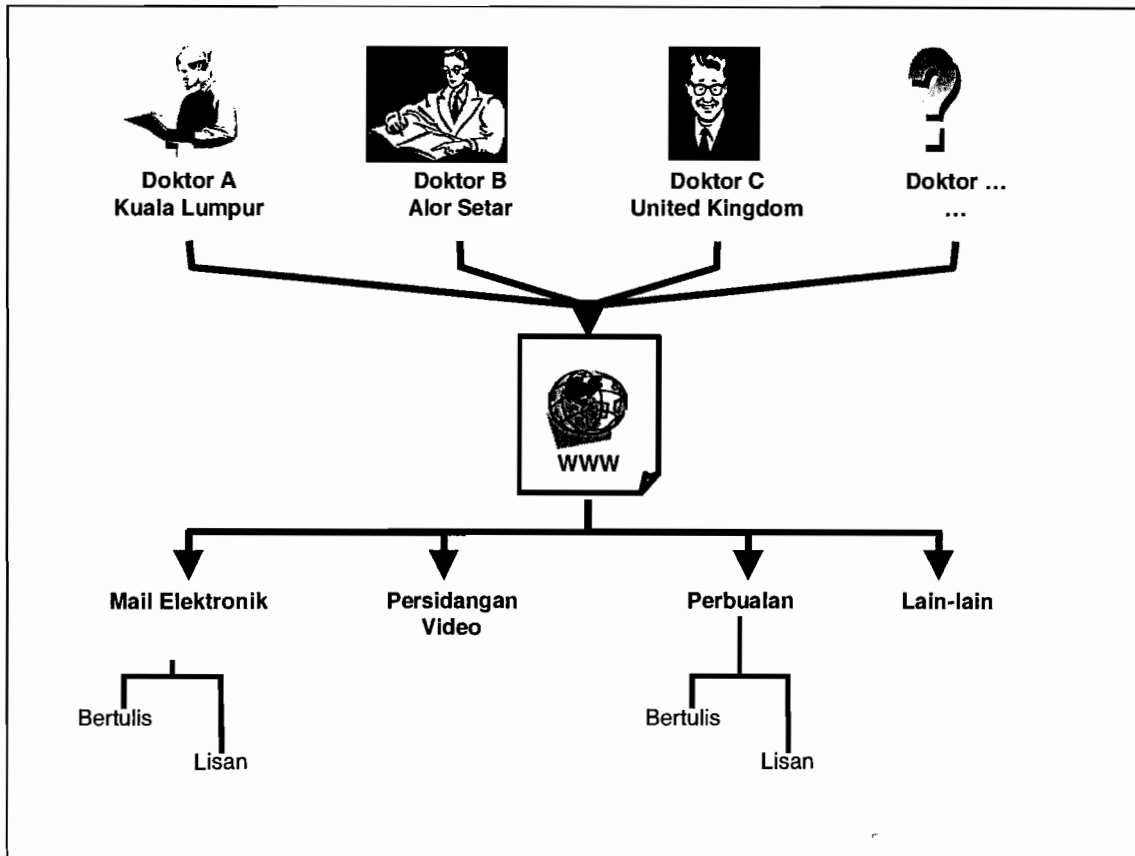 Doktor A
Kuala Lumpur
Doktor B
Alor Setar
Doktor C
United Kingdom
Doktor ...
...
WWW
Mail Elektronik
Persidangan
Video
Perbualan
Lain-lain
Bertulis
Lisan
Bertulis
Lisan